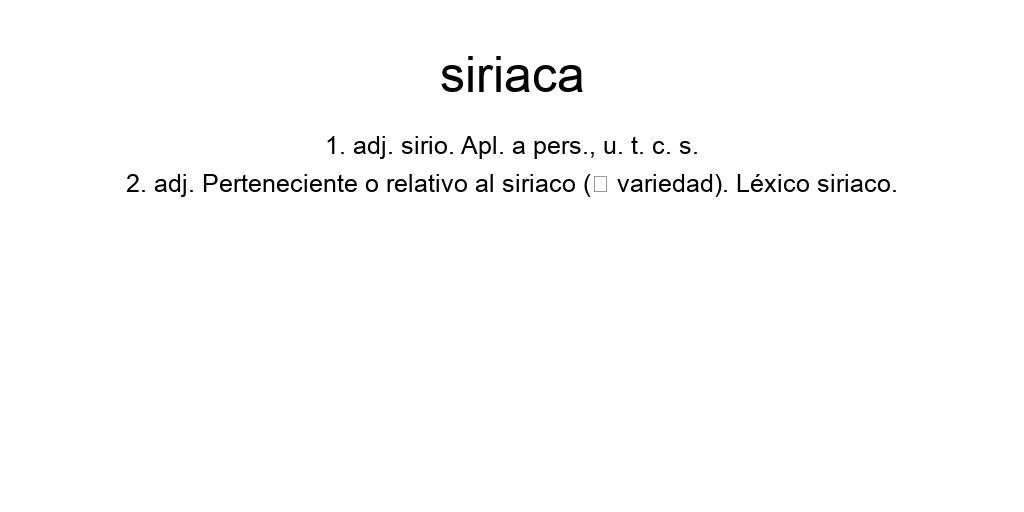 siriaca
1. adj. sirio. Apl. a pers., u. t. c. s.
2. adj. Perteneciente o relativo al siriaco (□ variedad). Léxico siriaco.